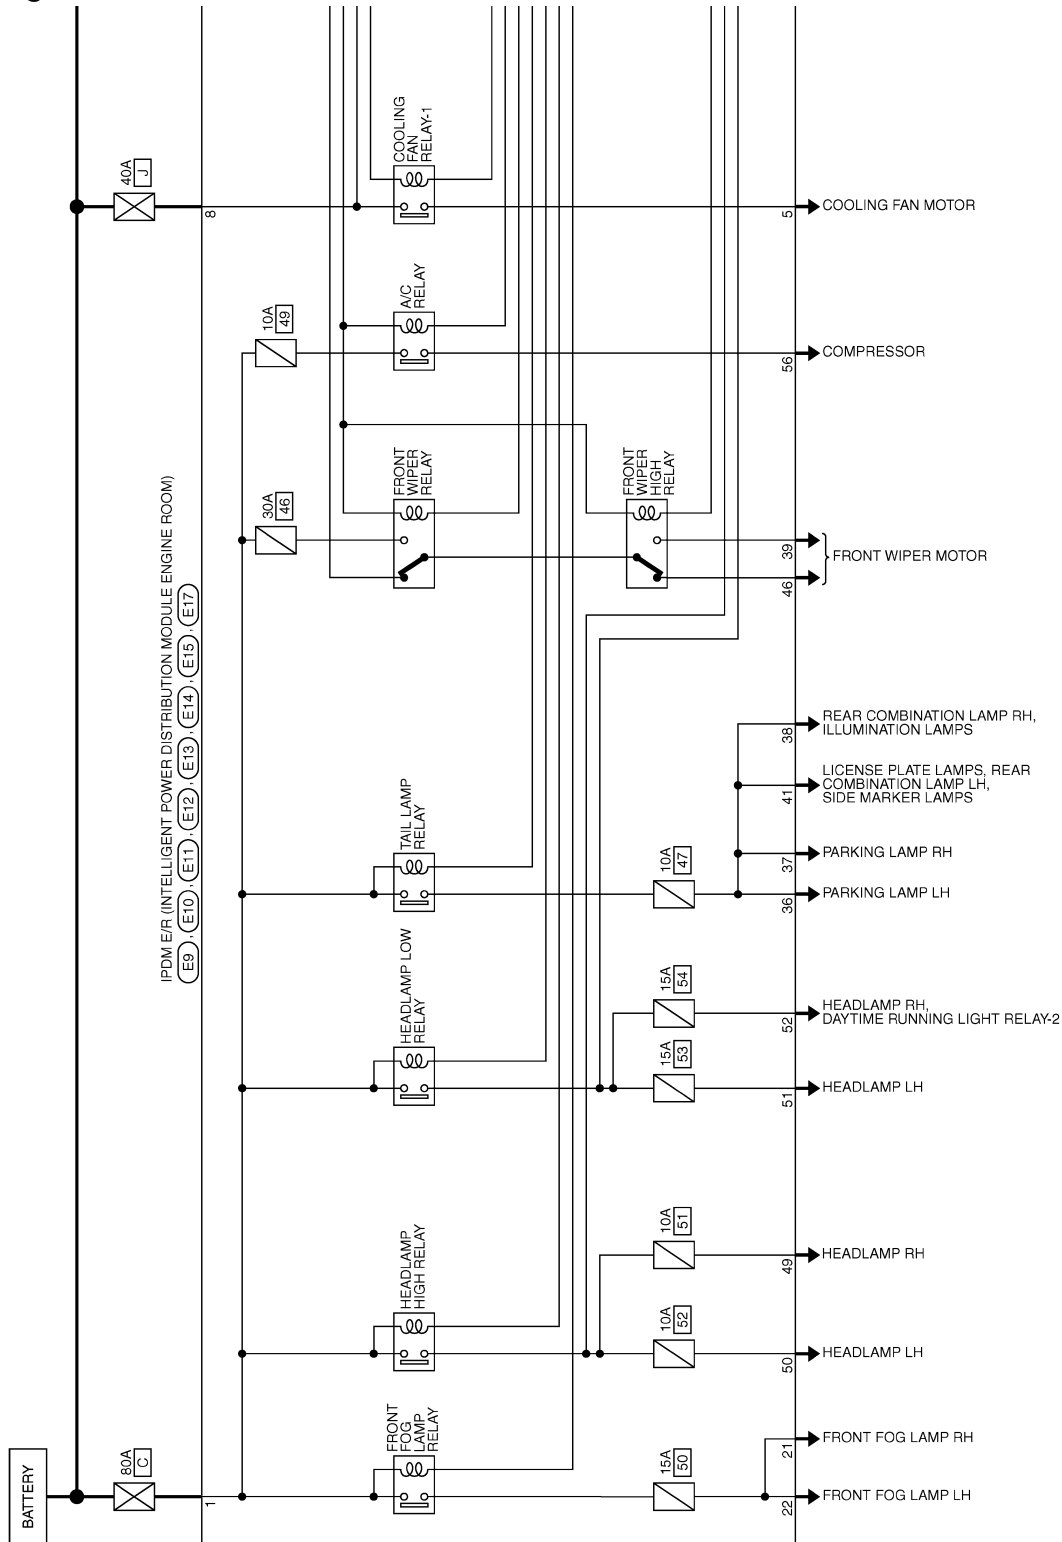 COOLING
FAN
RELAY-1
40A
J
8
5
COOLING FAN MOTOR
A/C
RELAY
10A
49
56
COMPRESSOR
FRONT
WIPER
RELAY
FRONT
WIPER
HIGH
RELAY
30A
46
39
46
FRONT WIPER MOTOR
IPDM E/R (INTELLIGENT POWER DISTRIBUTION MODULE ENGINE ROOM)
E9 , E10 , E11 , E12 , E13 , E14 , E15 , E17
38
REAR COMBINATION LAMP RH,
ILLUMINATION LAMPS
41
LICENSE PLATE LAMPS, REAR
COMBINATION LAMP LH,
SIDE MARKER LAMPS
TAIL LAMP
RELAY
10A
47
37
PARKING LAMP RH
36
PARKING LAMP LH
HEADLAMP LOW
RELAY
15A
54
52
HEADLAMP RH,
DAYTIME RUNNING LIGHT RELAY-2
15A
53
51
HEADLAMP LH
HEADLAMP
HIGH RELAY
10A
51
49
HEADLAMP RH
10A
52
50
HEADLAMP LH
FRONT
FOG
LAMP
RELAY
15A
50
21
FRONT FOG LAMP RH
22
FRONT FOG LAMP LH
BATTERY
80A
C
1